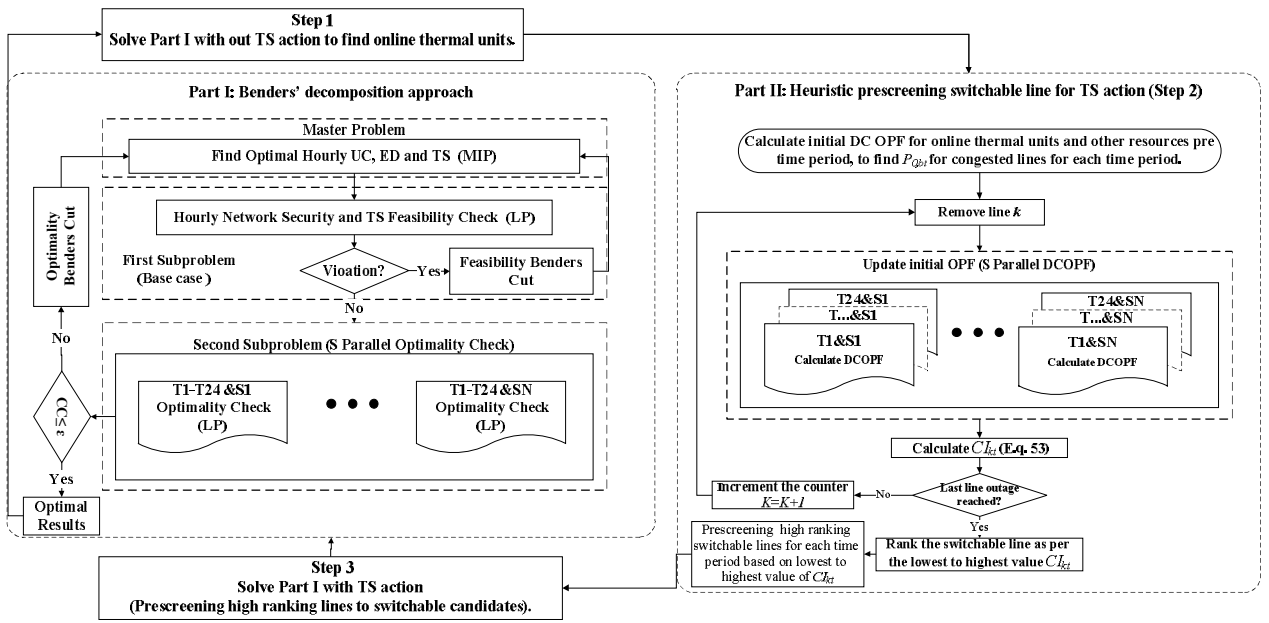 Step 1
Solve Part I with out TS action to find online thermal units.
Part I: Benders' decomposition approach
Master Problem
Find Optimal Hourly UC, ED and TS (MIP)
Optimality
Benders Cut
Hourly Network Security and TS Feasibility Check (LP)
First Subproblem
(Base case )
Vioation?
Yes
Feasibility Benders
Cut
No
No
Second Subproblem (S Parallel Optimality Check)
T1-T24 &S1
Optimality Check
(LP)
● ● ●
T1-T24 &SN
Optimality Check
(LP)
CC≤ε
Yes
Optimal
Results
Step 3
Solve Part I with TS action
(Prescreening high ranking lines to switchable candidates).
Part II: Heuristic prescreening switchable line for TS action (Step 2)
Calculate initial DC OPF for online thermal units and other resources pre
time period, to find P0,bt for congested lines for each time period.
Remove line k
Update initial OPF (S Parallel DCOPF)
T24&S1
T...&S1
T1&S1
Calculate DCOPF
● ● ●
T24&SN
T...&SN
T1&SN
Calculate DCOPF
Calculate CIkt (E.q. 53)
Last line outage
reached?
No
Increment the counter
K=K+1
Yes
Rank the switchable line as per
the lowest to highest value CIkt
Prescreening high ranking
switchable lines for each time
period based on lowest to
highest value of CIkt